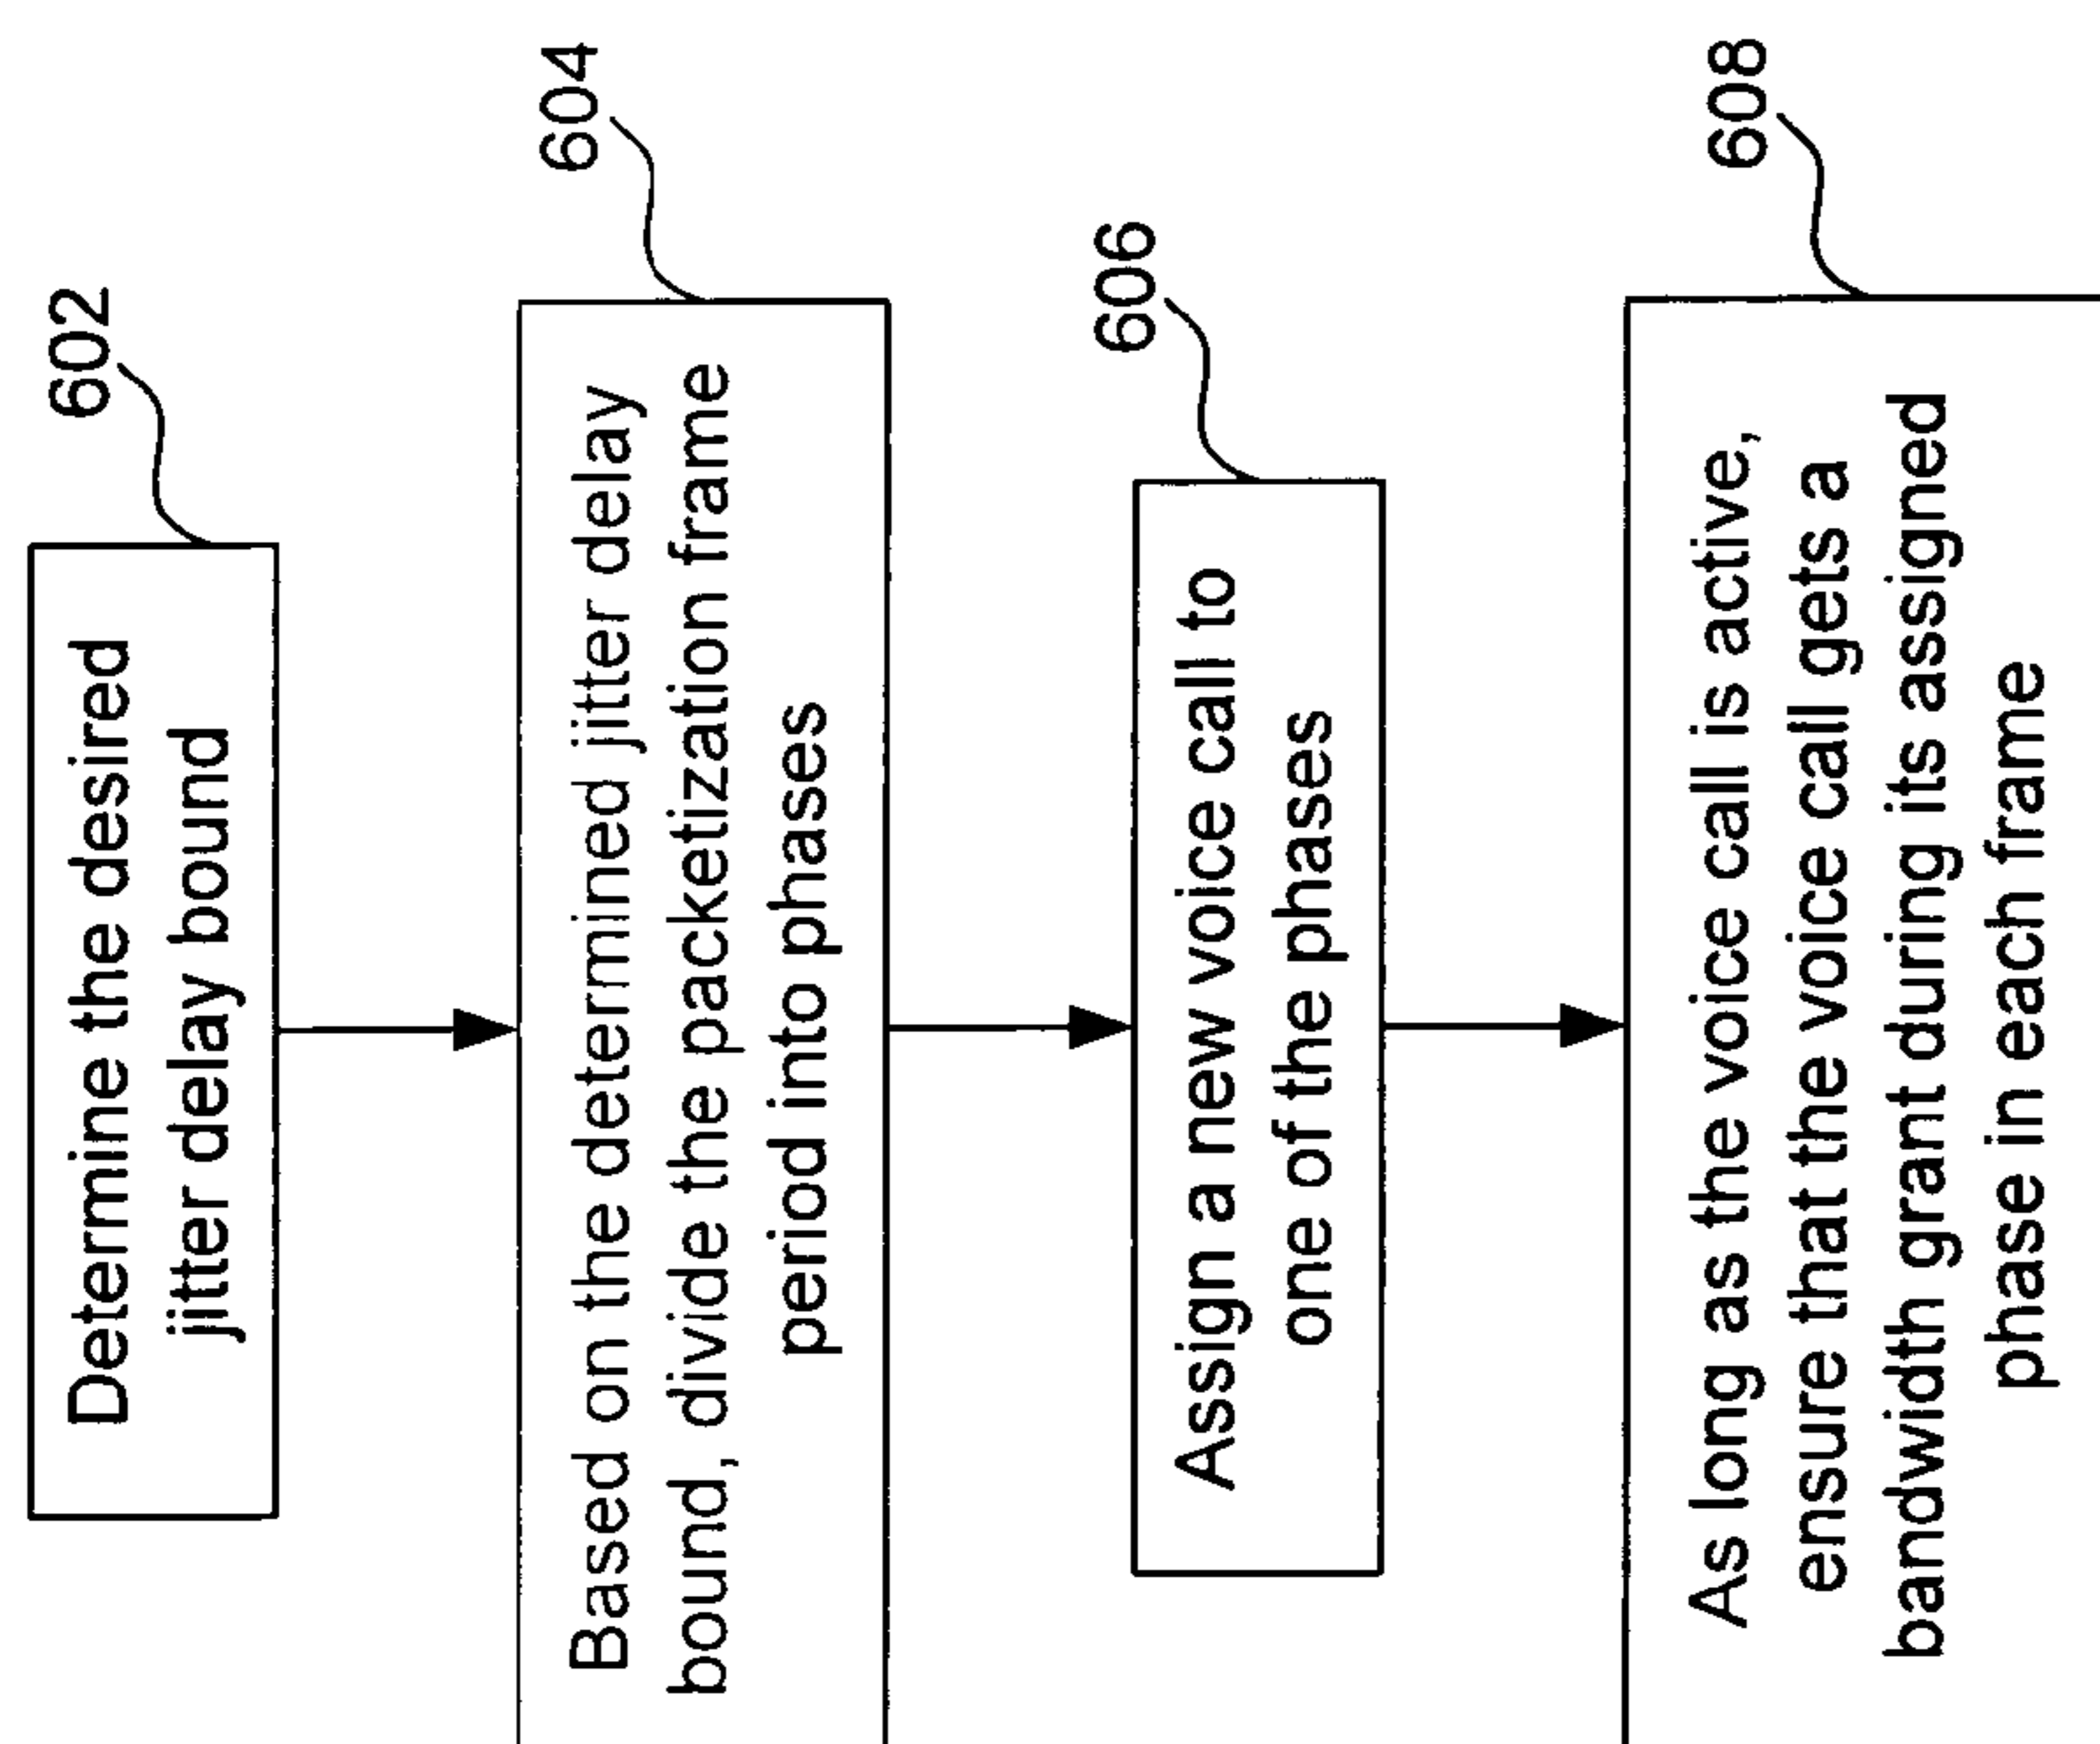 602
Determine the desired
jitter delay bound
604
Based on the determined jitter delay
bound, divide the packetization frame
period into phases
606
Assign a new voice call to
one of the phases
608
As long as the voice call is active,
ensure that the voice call gets a
bandwidth grant during its assigned
phase in each frame